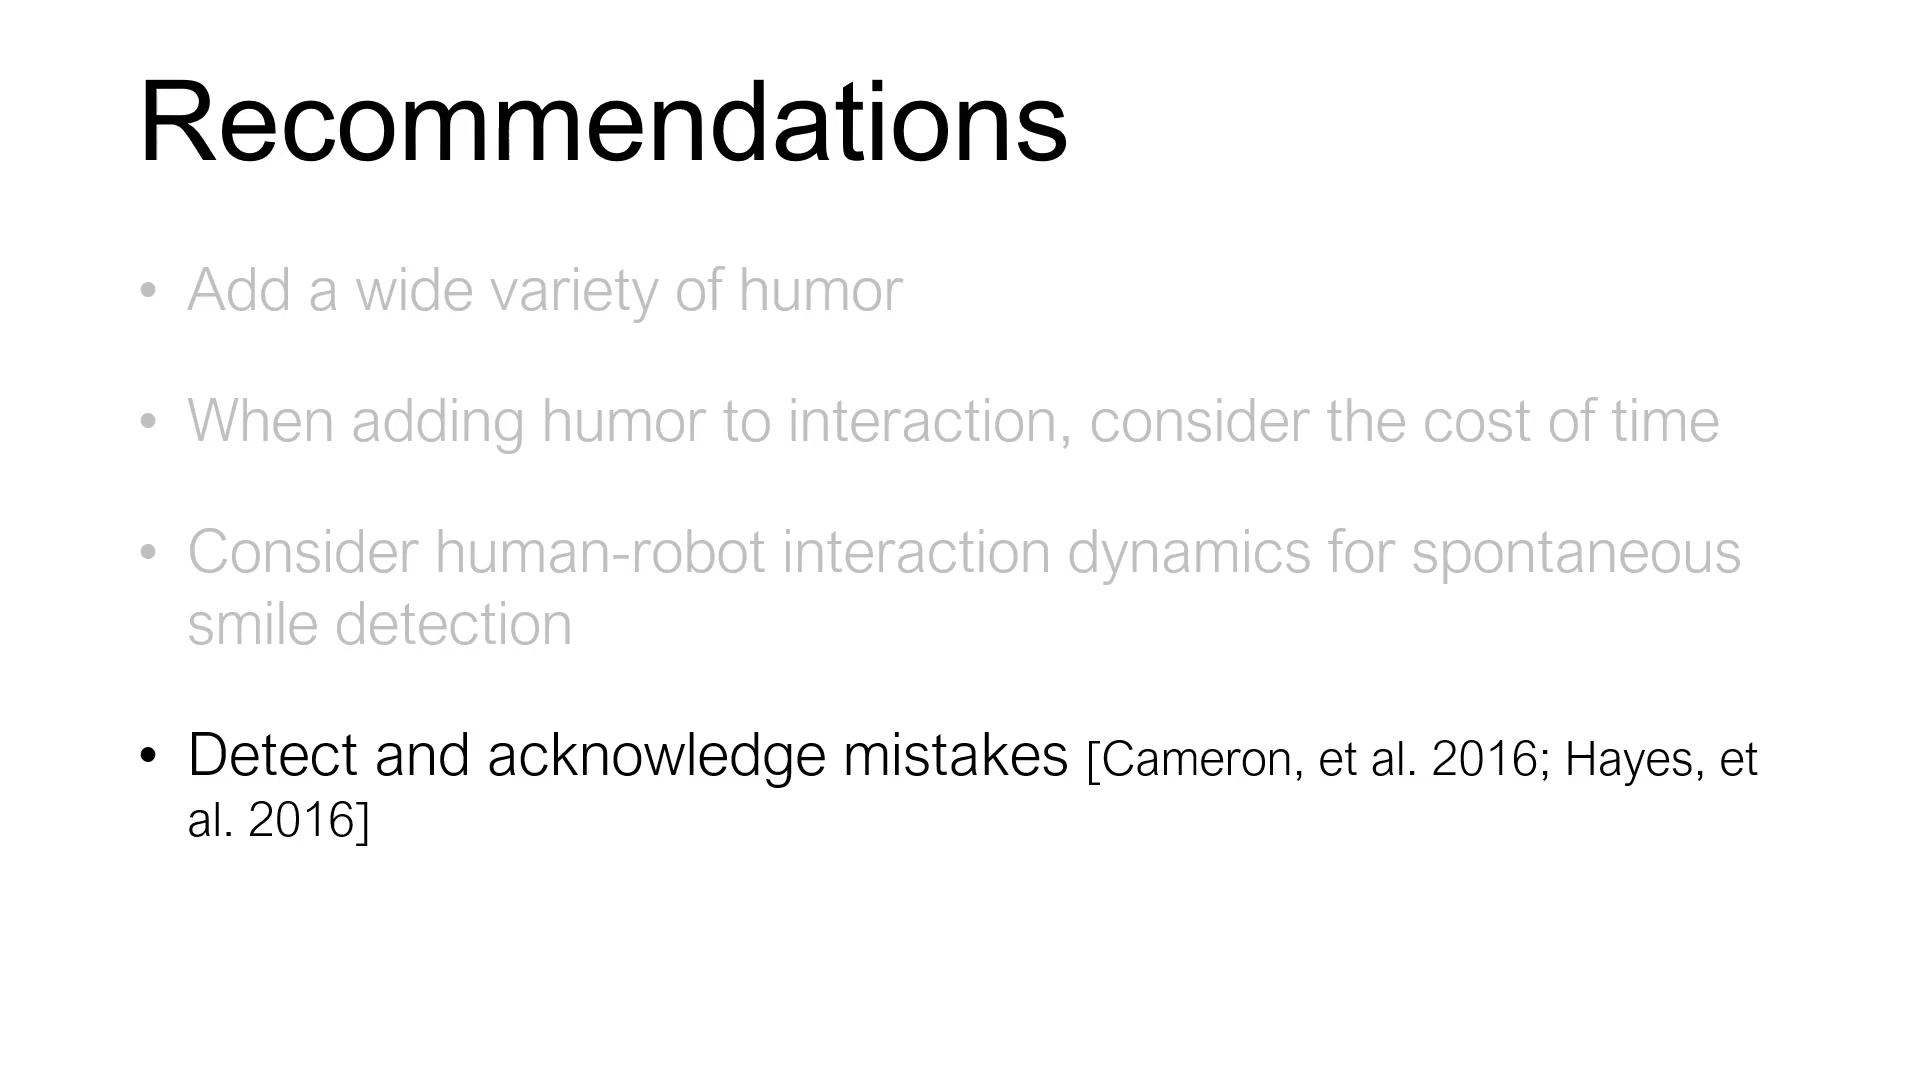 Recommendations
• Add a wide variety of humor
• When adding humor to interaction, consider the cost of time
• Consider human-robot interaction dynamics for spontaneous
smile detection
• Detect and acknowledge mistakes [Cameron, et al. 2016; Hayes, et
al. 2016]